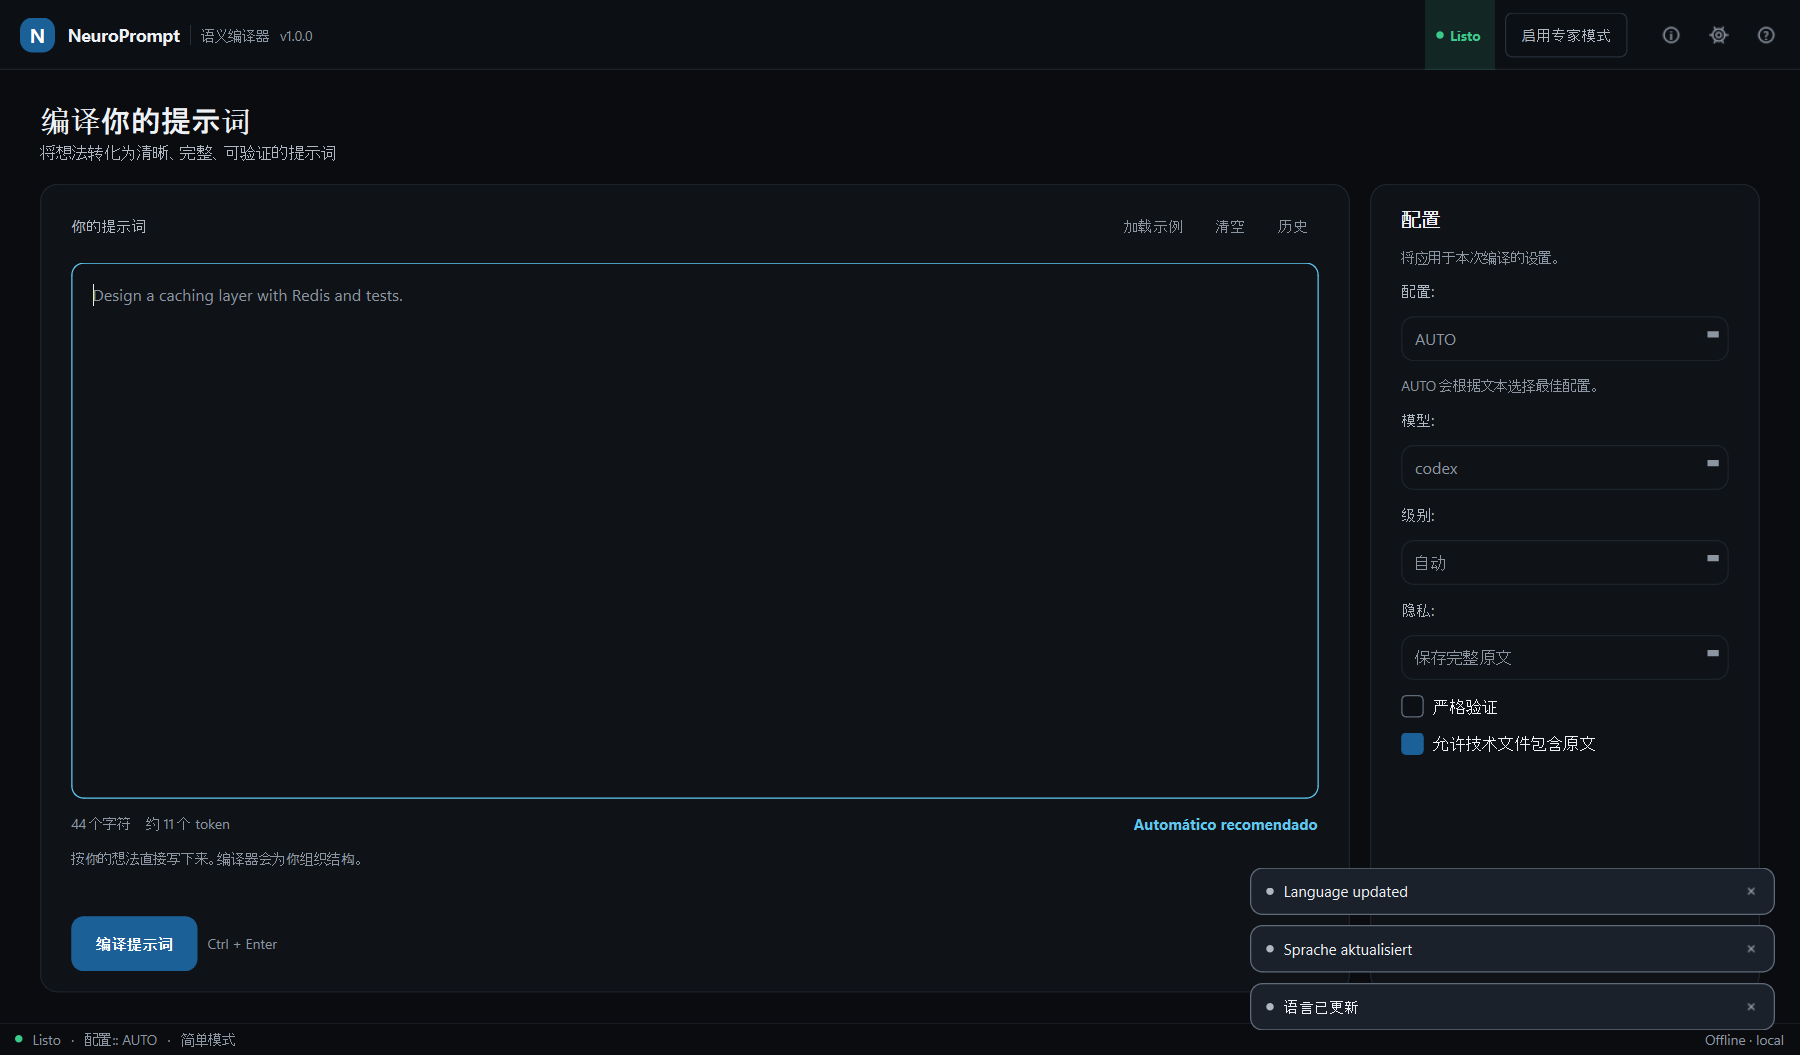 N NeuroPrompt 语义编译器 v1.0.0 Listo 启用专家模式
编译你的提示词
将想法转化为清晰、完整、可验证的提示词
你的提示词 加载示例 清空 历史
Design a caching layer with Redis and tests.
44 个字符 约 11 个 token Automático recomendado
按你的想法直接写下来。编译器会为你组织结构。
编译提示词 Ctrl + Enter
配置
将应用于本次编译的设置。
配置:
AUTO
AUTO 会根据文本选择最佳配置。
模型:
codex
级别:
自动
隐私:
保存完整原文
严格验证
允许技术文件包含原文
Language updated ×
Sprache aktualisiert ×
语言已更新 ×
Listo · 配置:: AUTO · 简单模式 Offline · local